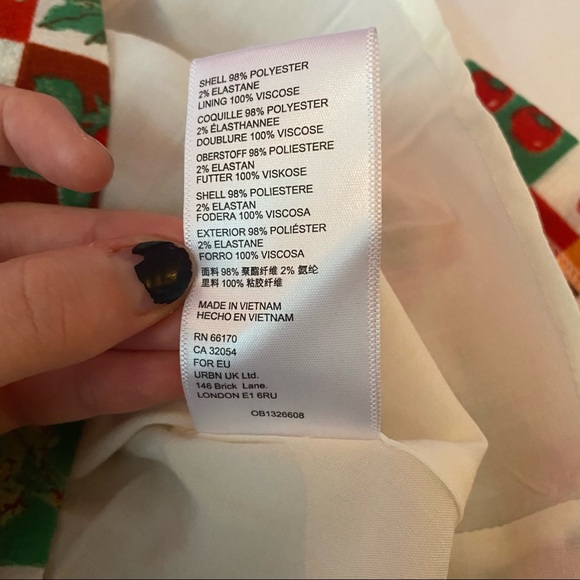 SHELL 98% POLYESTER
2% ELASTANE
LINING 100% VISCOSE
COQUILLE 98% POLYESTER
2% ÉLASTHANNEE
DOUBLURE 100% VISCOSE
OBERSTOFF 98% POLIESTERE
2% ELASTAN
FUTTER 100% VISKOSE
SHELL 98% POLIESTERE
2% ELASTAN
FODERA 100% VISCOSA
EXTERIOR 98% POLIÉSTER
2% ELASTANE
FORRO 100% VISCOSA
面料 98% 聚酯纤维 2% 氨纶
里料 100% 粘胶纤维
MADE IN VIETNAM
HECHO EN VIETNAM
RN 66170
CA 32054
FOR EU
URBN UK Ltd.
146 Brick Lane.
LONDON E1 6RU
OB1326608